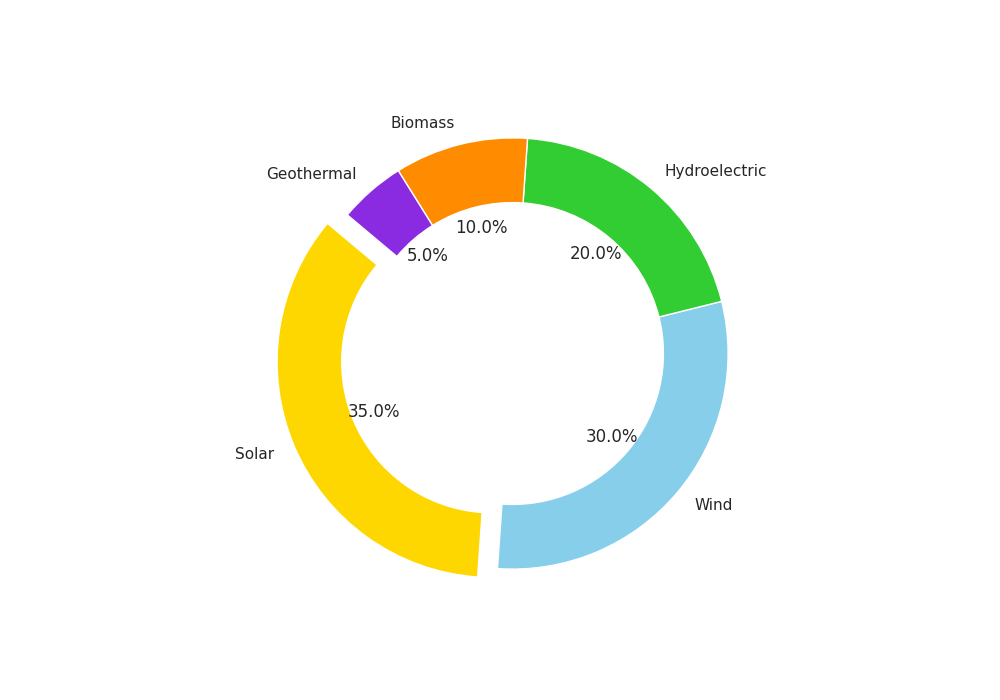 Biomass
Hydroelectric
Geothermal
10.0%
20.0%
5.0%
35.0%
30.0%
Solar
Wind